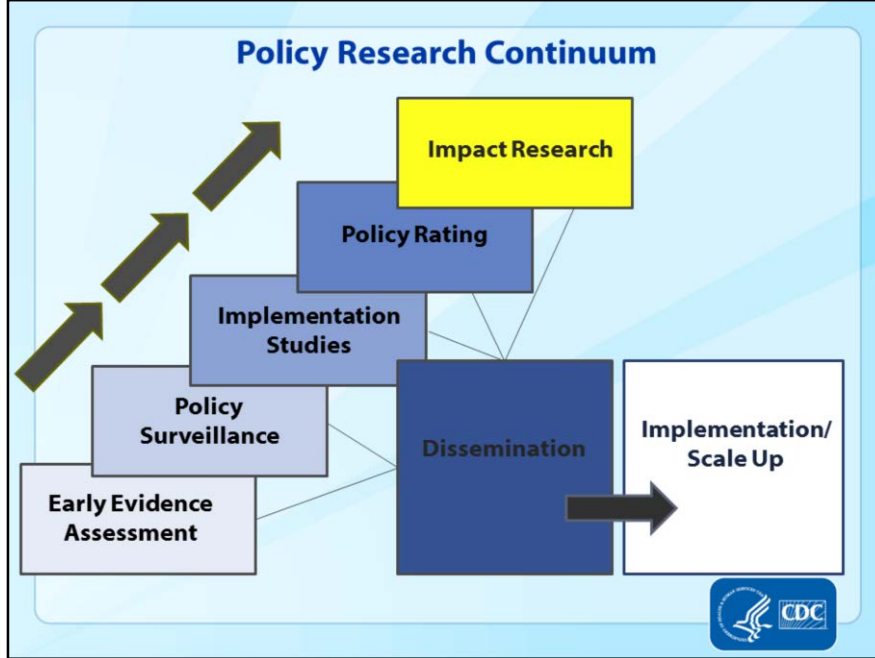 Policy Research Continuum
Impact Research
Policy Rating
Implementation
Studies
Policy
Surveillance
Early Evidence
Assessment
Dissemination
Implementation/
Scale Up
CDC